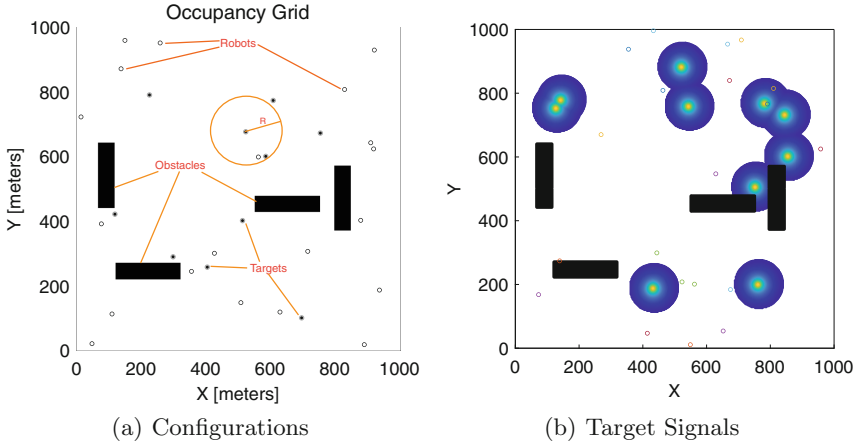 Occupancy Grid
1000
800
600
400
200
0
Y [meters]
Robots
R
Obstacles
Targets
0 200 400 600 800 1000
X [meters]
(a) Configurations
1000
800
600
400
200
0
Y
0 200 400 600 800 1000
X
(b) Target Signals